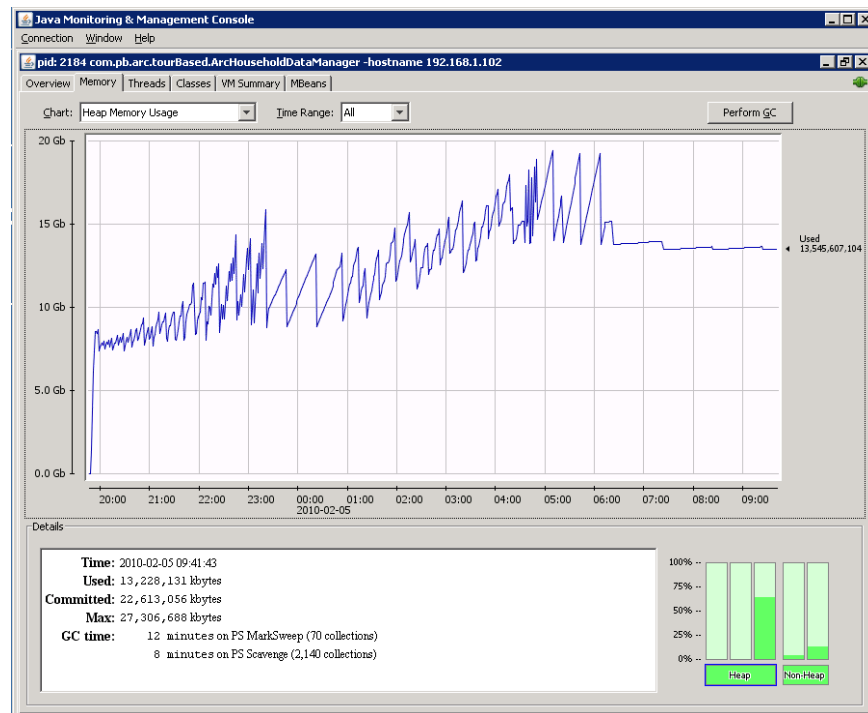 Java Monitoring & Management Console
Connection Window Help
pid: 2184 com.pb.arc.tourBased.ArcHouseholdDataManager -hostname 192.168.1.102
Overview Memory Threads Classes VM Summary MBeans
Chart: Heap Memory Usage Time Range: All Perform GC
20 Gb
15 Gb
Used
13,545,607,104
10 Gb
5.0 Gb
0.0 Gb
20:00 21:00 22:00 23:00 00:00 01:00 02:00 03:00 04:00 05:00 06:00 07:00 08:00 09:00
2010-02-05
Details
Time: 2010-02-05 09:41:43
Used: 13,228,131 kbytes
Committed: 22,613,056 kbytes
Max: 27,306,688 kbytes
GC time: 12 minutes on PS MarkSweep (70 collections)
8 minutes on PS Scavenge (2,140 collections)
100% --
75% --
50% --
25% --
0% --
Heap Non-Heap